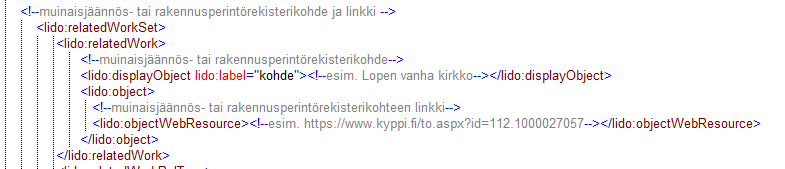 <!--muinaisjäännös- tai rakennusperintörekisterikohde ja linkki -->
<lido:relatedWorkSet>
<lido:relatedWork>
<!--muinaisjäännös- tai rakennusperintörekisterikohde-->
<lido:displayObject lido:label="kohde"><!--esim. Lopen vanha kirkko--></lido:displayObject>
<lido:object>
<!--muinaisjäännös- tai rakennusperintörekisterikohteen linkki-->
<lido:objectWebResource><!--esim. https://www.kyppi.fi/to.aspx?id=112.1000027057--></lido:objectWebResource>
</lido:object>
</lido:relatedWork>